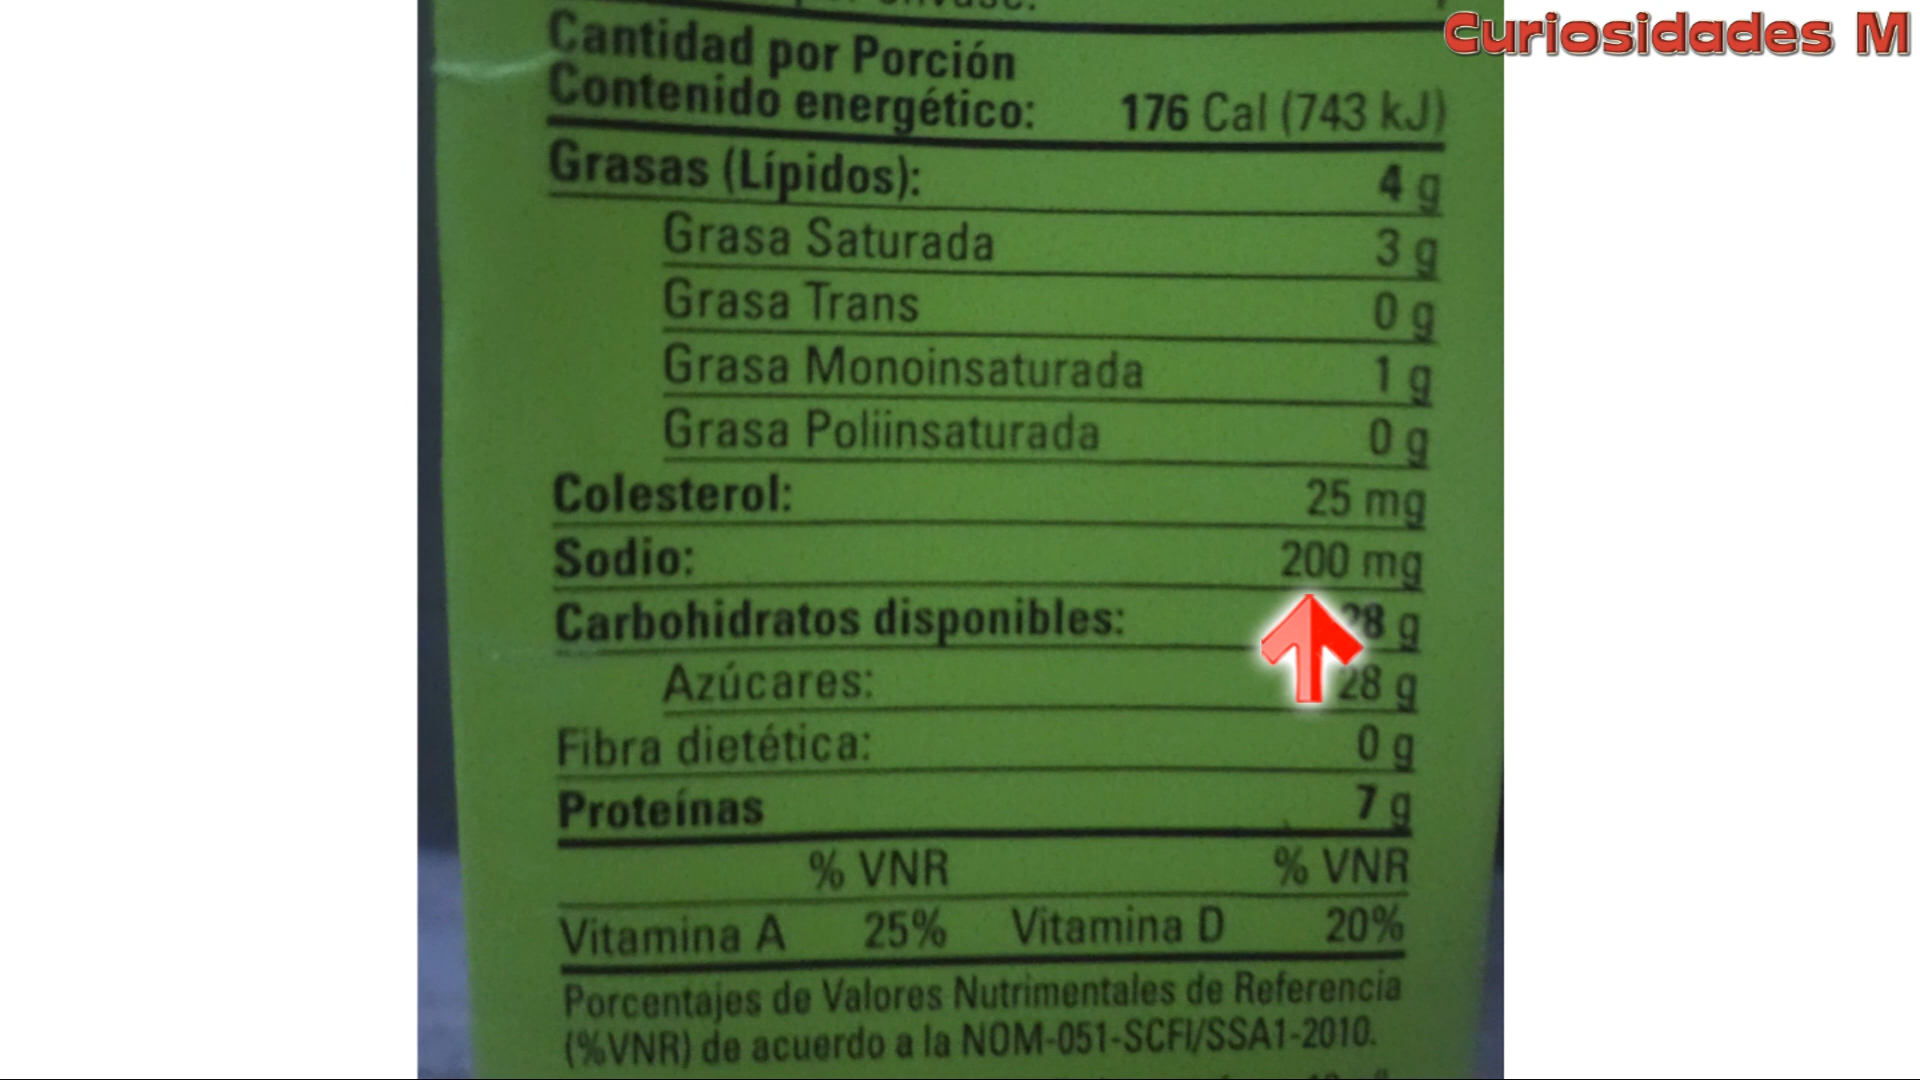 Curiosidades M
Cantidad por Porción
Contenido energético: 176 Cal (743 kJ)
Grasas (Lípidos): 4 g
Grasa Saturada 3 g
Grasa Trans 0 g
Grasa Monoinsaturada 1 g
Grasa Poliinsaturada 0 g
Colesterol: 25 mg
Sodio: 200 mg
Carbohidratos disponibles: 28 g
Azúcares: 28 g
Fibra dietética: 0 g
Proteínas 7 g
% VNR % VNR
Vitamina A 25% Vitamina D 20%
Porcentajes de Valores Nutrimentales de Referencia
(%VNR) de acuerdo a la NOM-051-SCFI/SSA1-2010.